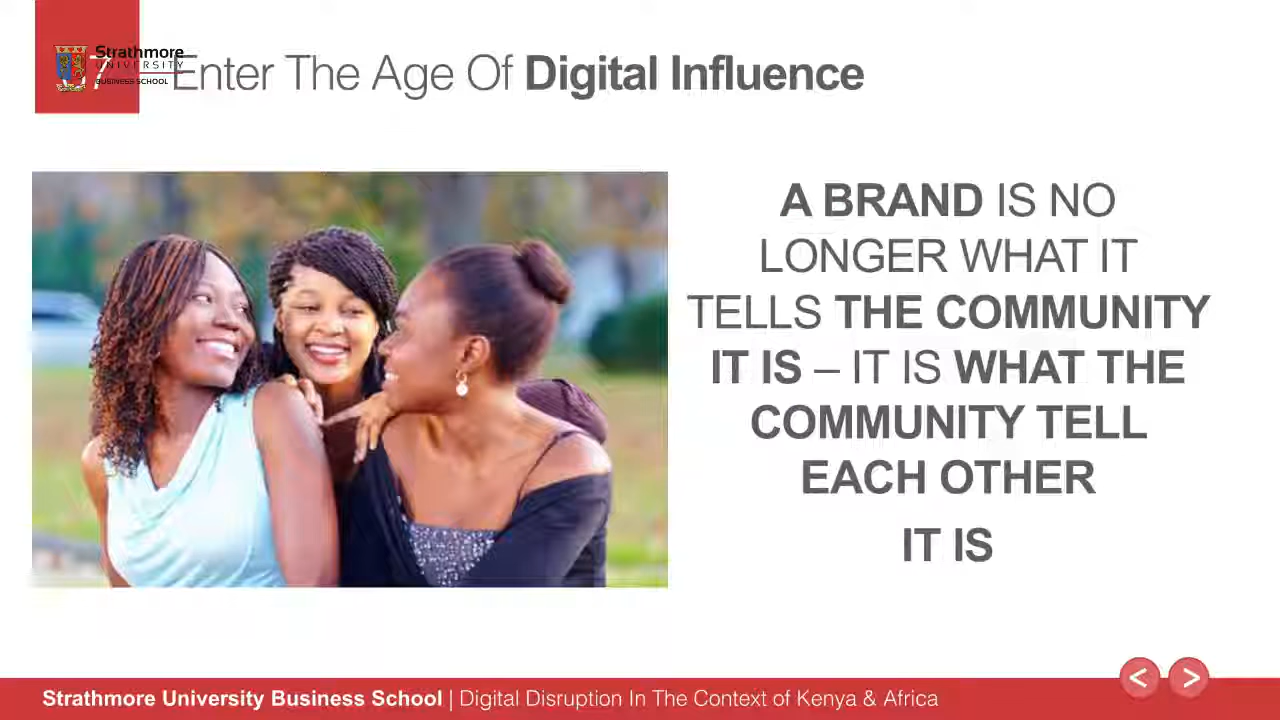 Strathmore
UNIVERSITY
BUSINESS SCHOOL
7
Enter The Age Of Digital Influence
A BRAND IS NO
LONGER WHAT IT
TELLS THE COMMUNITY
IT IS – IT IS WHAT THE
COMMUNITY TELL
EACH OTHER
IT IS
< >
Strathmore University Business School | Digital Disruption In The Context of Kenya & Africa